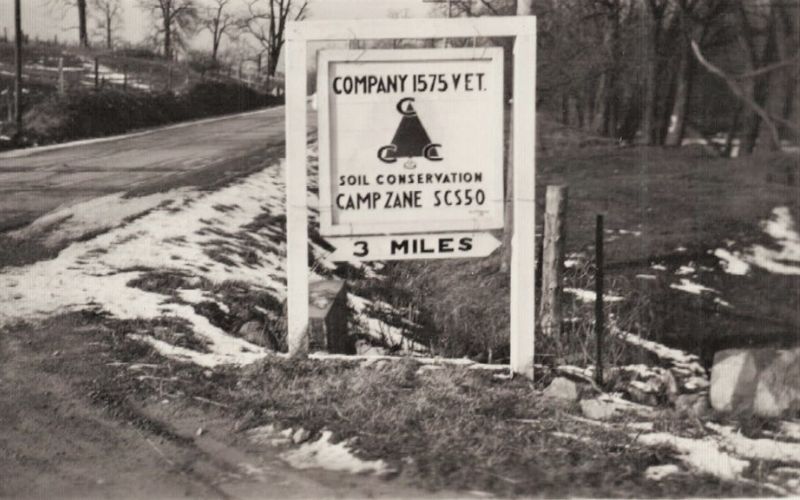 COMPANY 1575 VET.
C
C C
SOIL CONSERVATION
CAMP ZANE SCS50
3 MILES